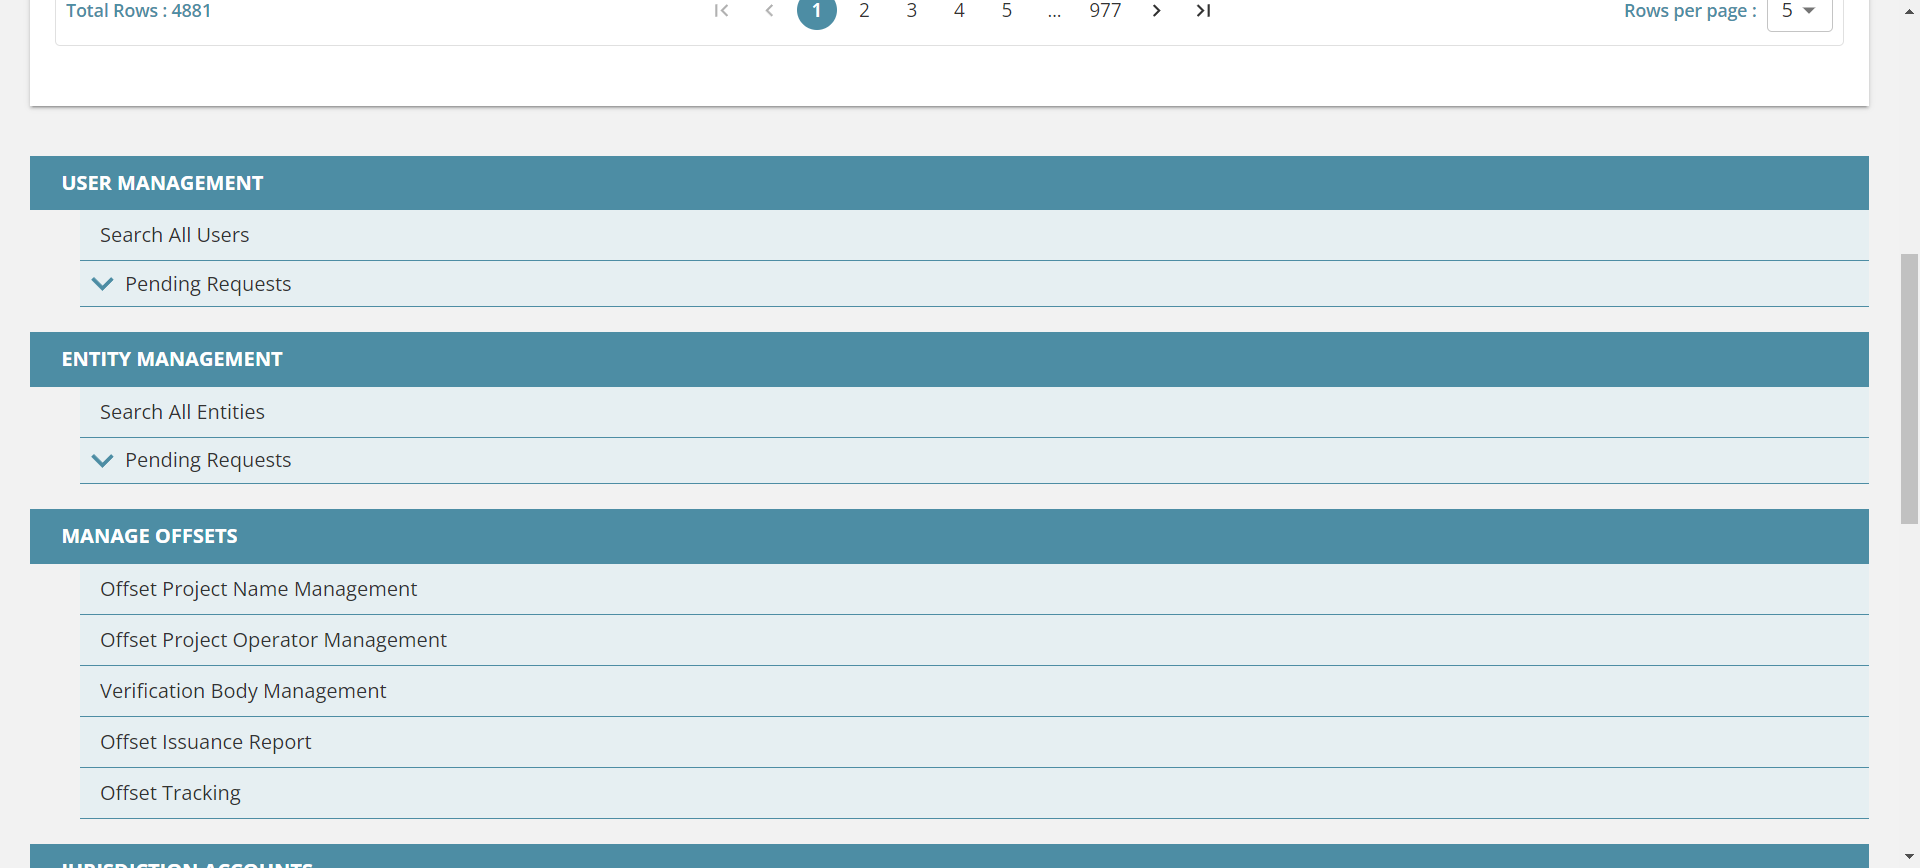 Total Rows : 4881 1 2 3 4 5 ... 977 Rows per page : 5
USER MANAGEMENT
Search All Users
Pending Requests
ENTITY MANAGEMENT
Search All Entities
Pending Requests
MANAGE OFFSETS
Offset Project Name Management
Offset Project Operator Management
Verification Body Management
Offset Issuance Report
Offset Tracking
JURISDICTION ACCOUNTS